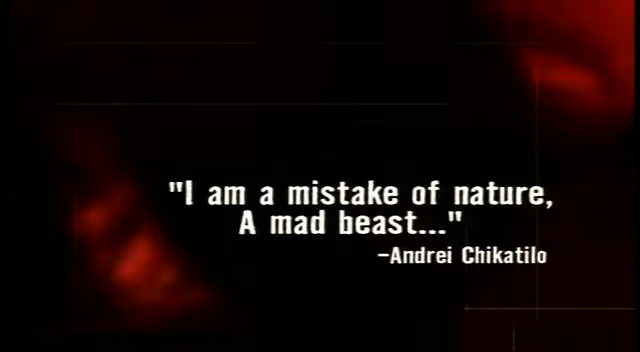 "I am a mistake of nature,
A mad beast..."
–Andrei Chikatilo